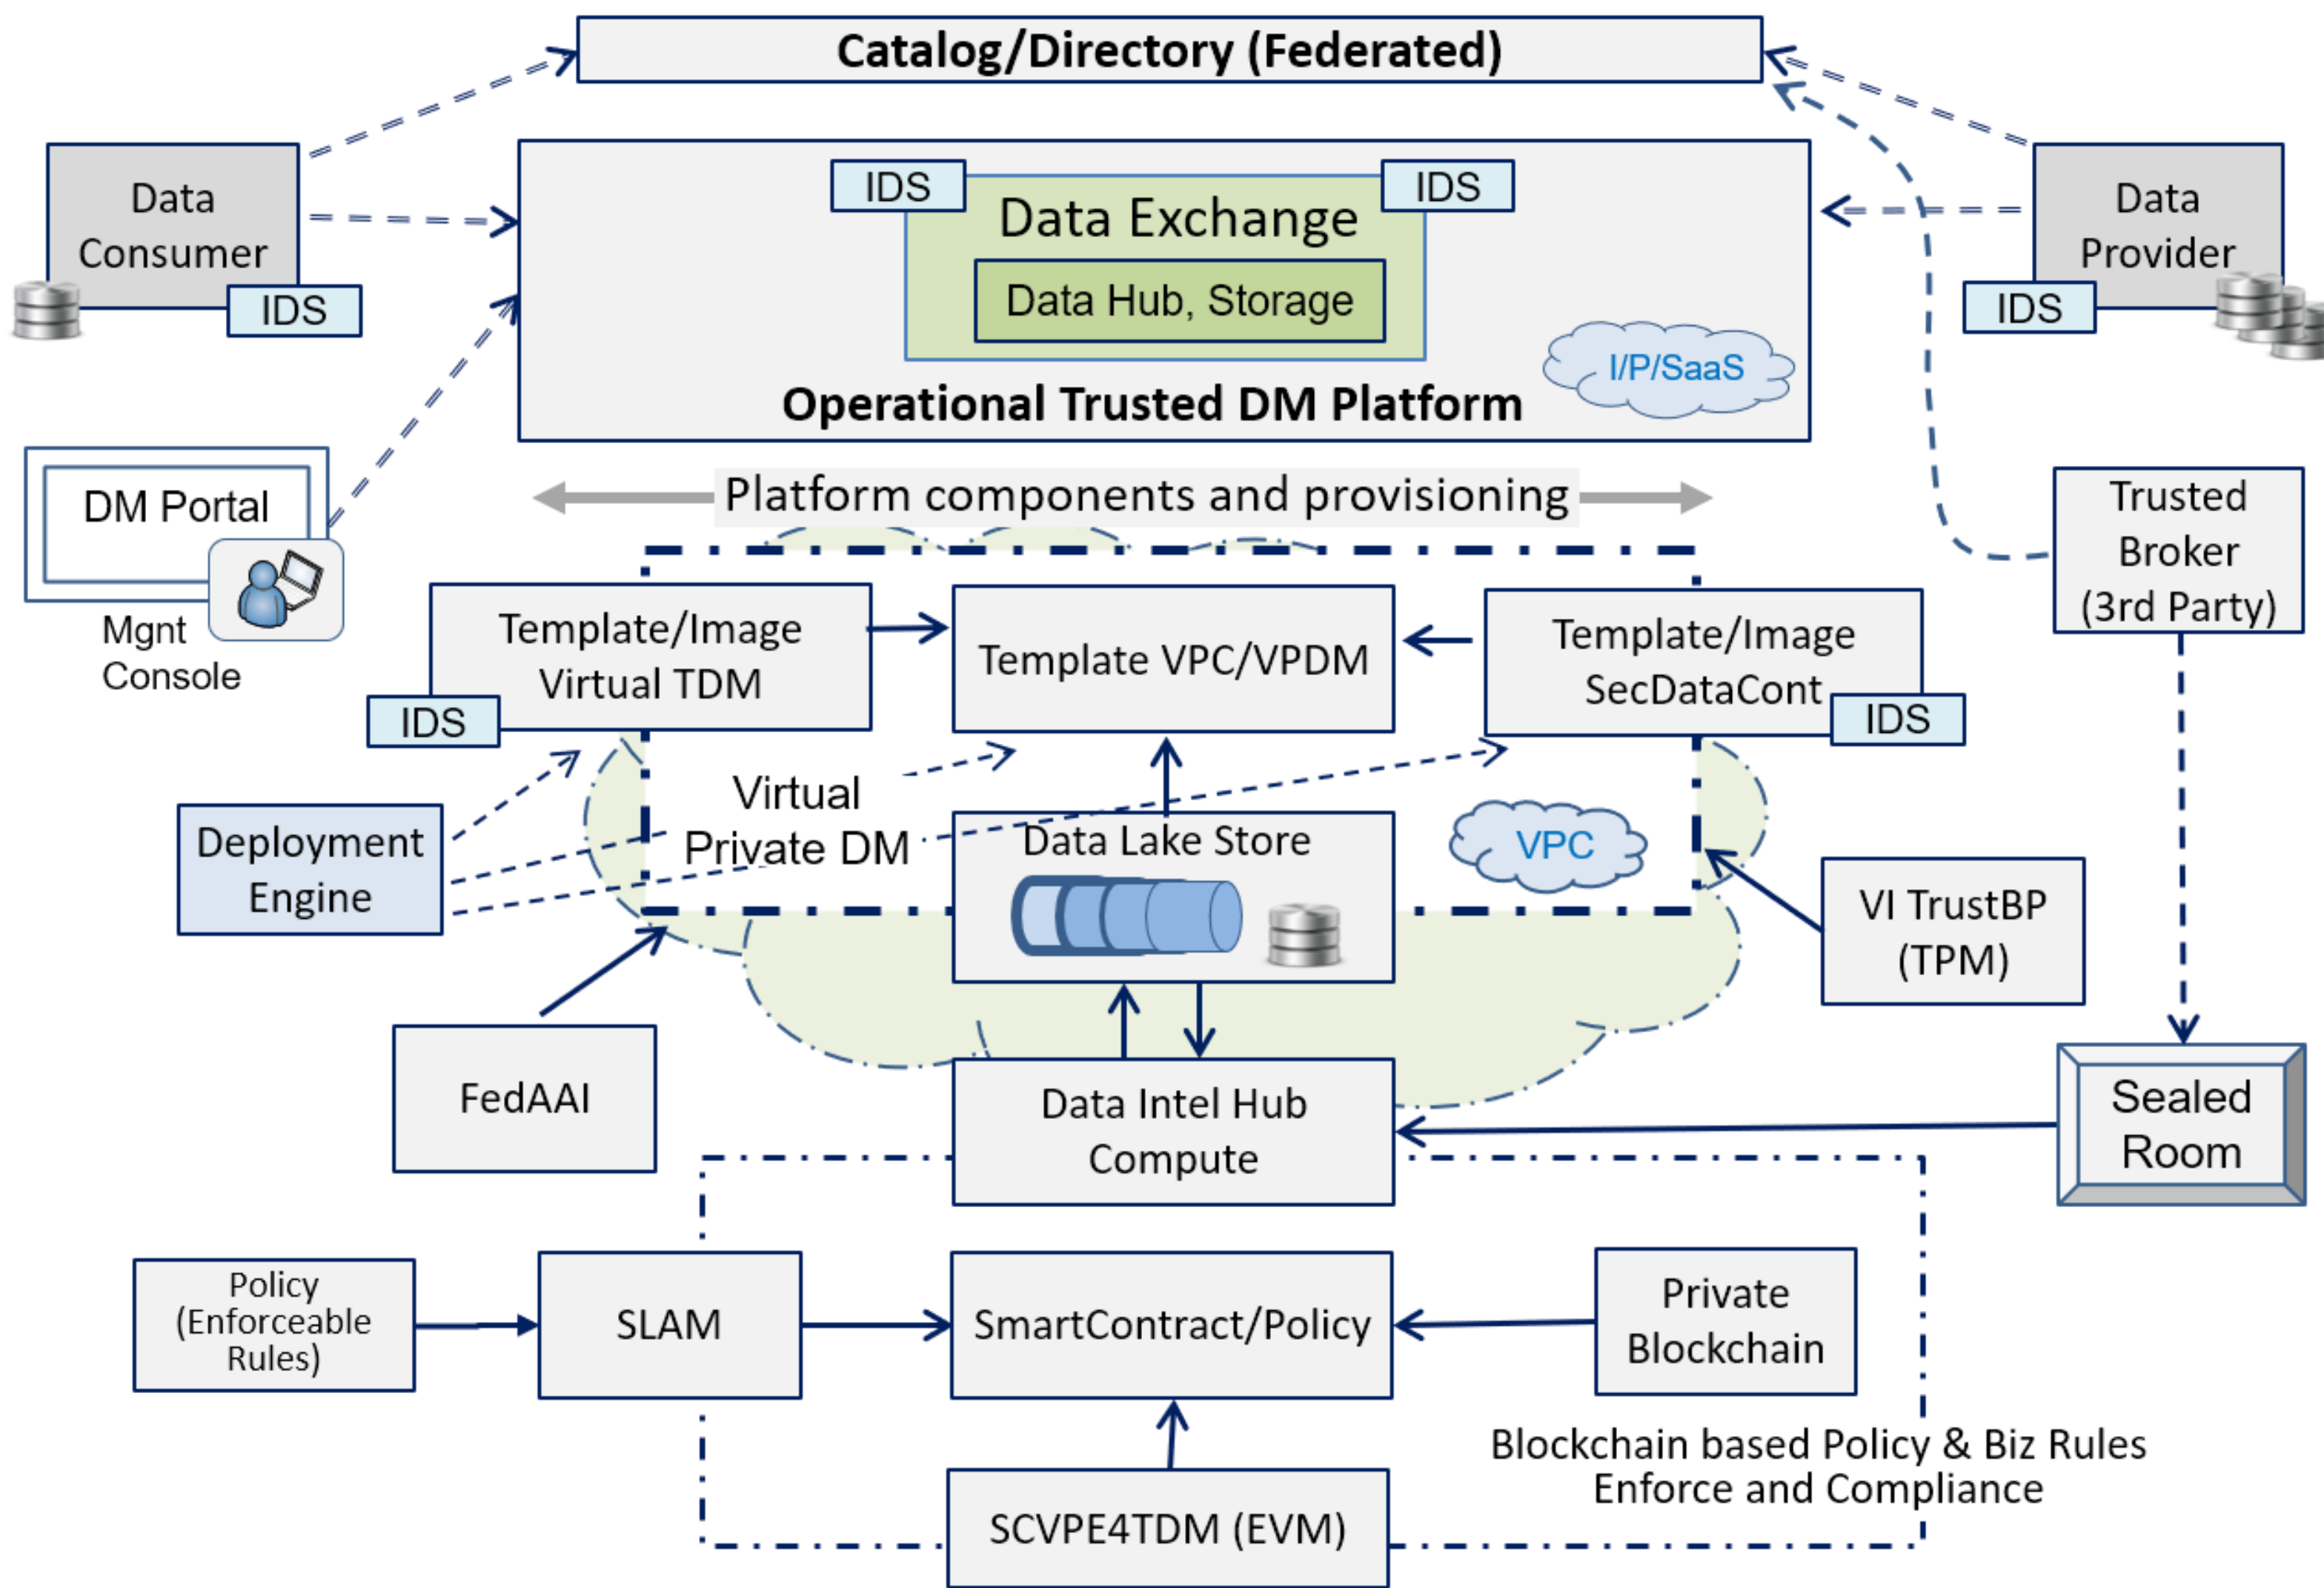 Catalog/Directory (Federated)
Data
Consumer
IDS
IDS
IDS
Data Exchange
Data Hub, Storage
I/P/SaaS
Operational Trusted DM Platform
Data
Provider
IDS
DM Portal
Mgnt
Console
Platform components and provisioning
Trusted
Broker
(3rd Party)
Template/Image
Virtual TDM
IDS
Template VPC/VPDM
Template/Image
SecDataCont
IDS
Deployment
Engine
Virtual
Private DM
Data Lake Store
VPC
VI TrustBP
(TPM)
FedAAI
Data Intel Hub
Compute
Sealed
Room
Policy
(Enforceable
Rules)
SLAM
SmartContract/Policy
Private
Blockchain
Blockchain based Policy & Biz Rules
Enforce and Compliance
SCVPE4TDM (EVM)